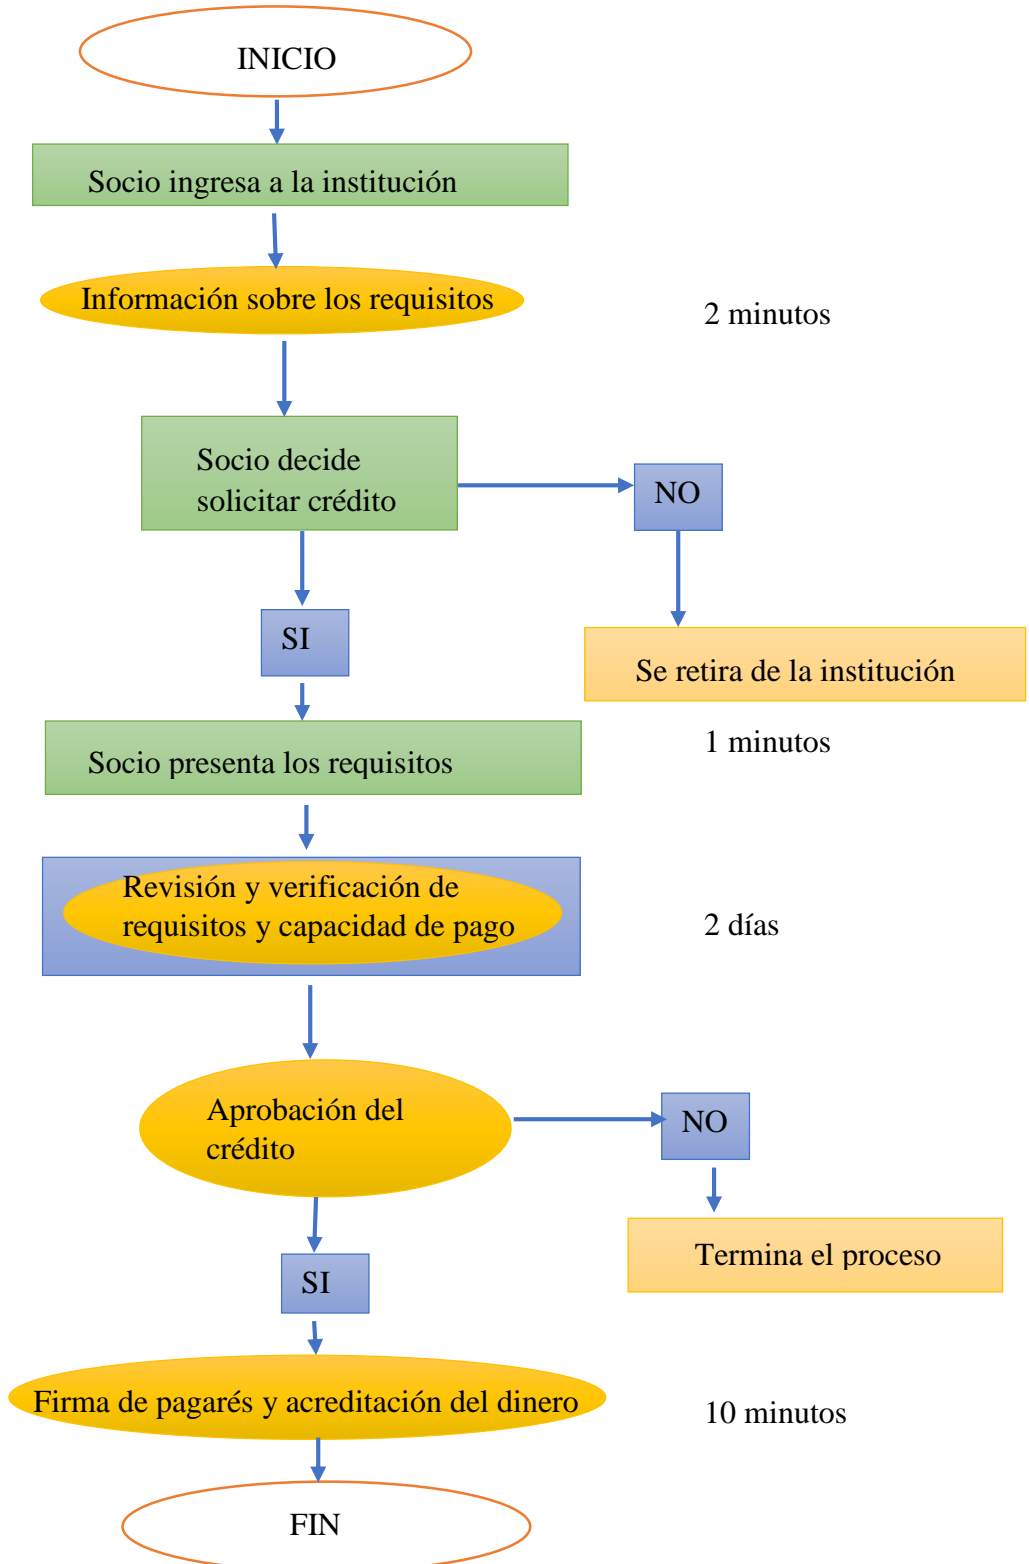 INICIO
Socio ingresa a la institución
Información sobre los requisitos
2 minutos
Socio decide
solicitar crédito
NO
SI
Se retira de la institución
1 minutos
Socio presenta los requisitos
Revisión y verificación de
requisitos y capacidad de pago
2 días
Aprobación del
crédito
NO
Termina el proceso
SI
Firma de pagarés y acreditación del dinero
10 minutos
FIN